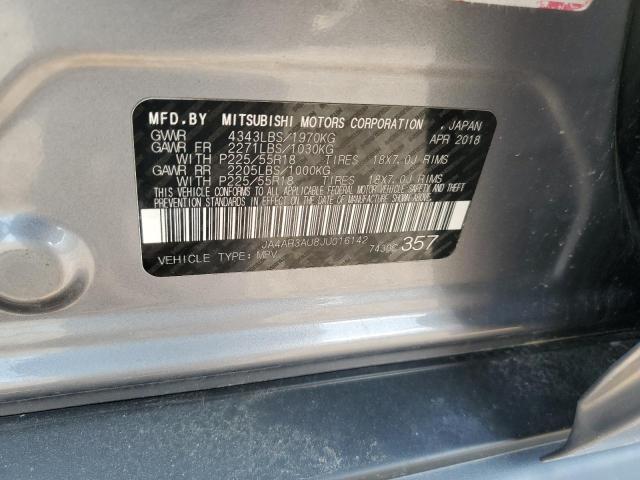 MFD.BY MITSUBISHI MOTORS CORPORATION , JAPAN
GVWR 4343LBS/1970KG APR 2018
GAWR FR 2271LBS/1030KG
WITH P225/55R18 TIRES 18X7.0J RIMS
GAWR RR 2205LBS/1000KG
WITH P225/55R18 TIRES 18X7.0J RIMS
THIS VEHICLE CONFORMS TO ALL APPLICABLE FEDERAL MOTOR VEHICLE SAFETY AND THEFT
PREVENTION STANDARDS IN EFFECT ON THE DATE OF MANUFACTURE SHOWN ABOVE.
JA4AR3AU8JU016142
VEHICLE TYPE: MPV 7430C 357